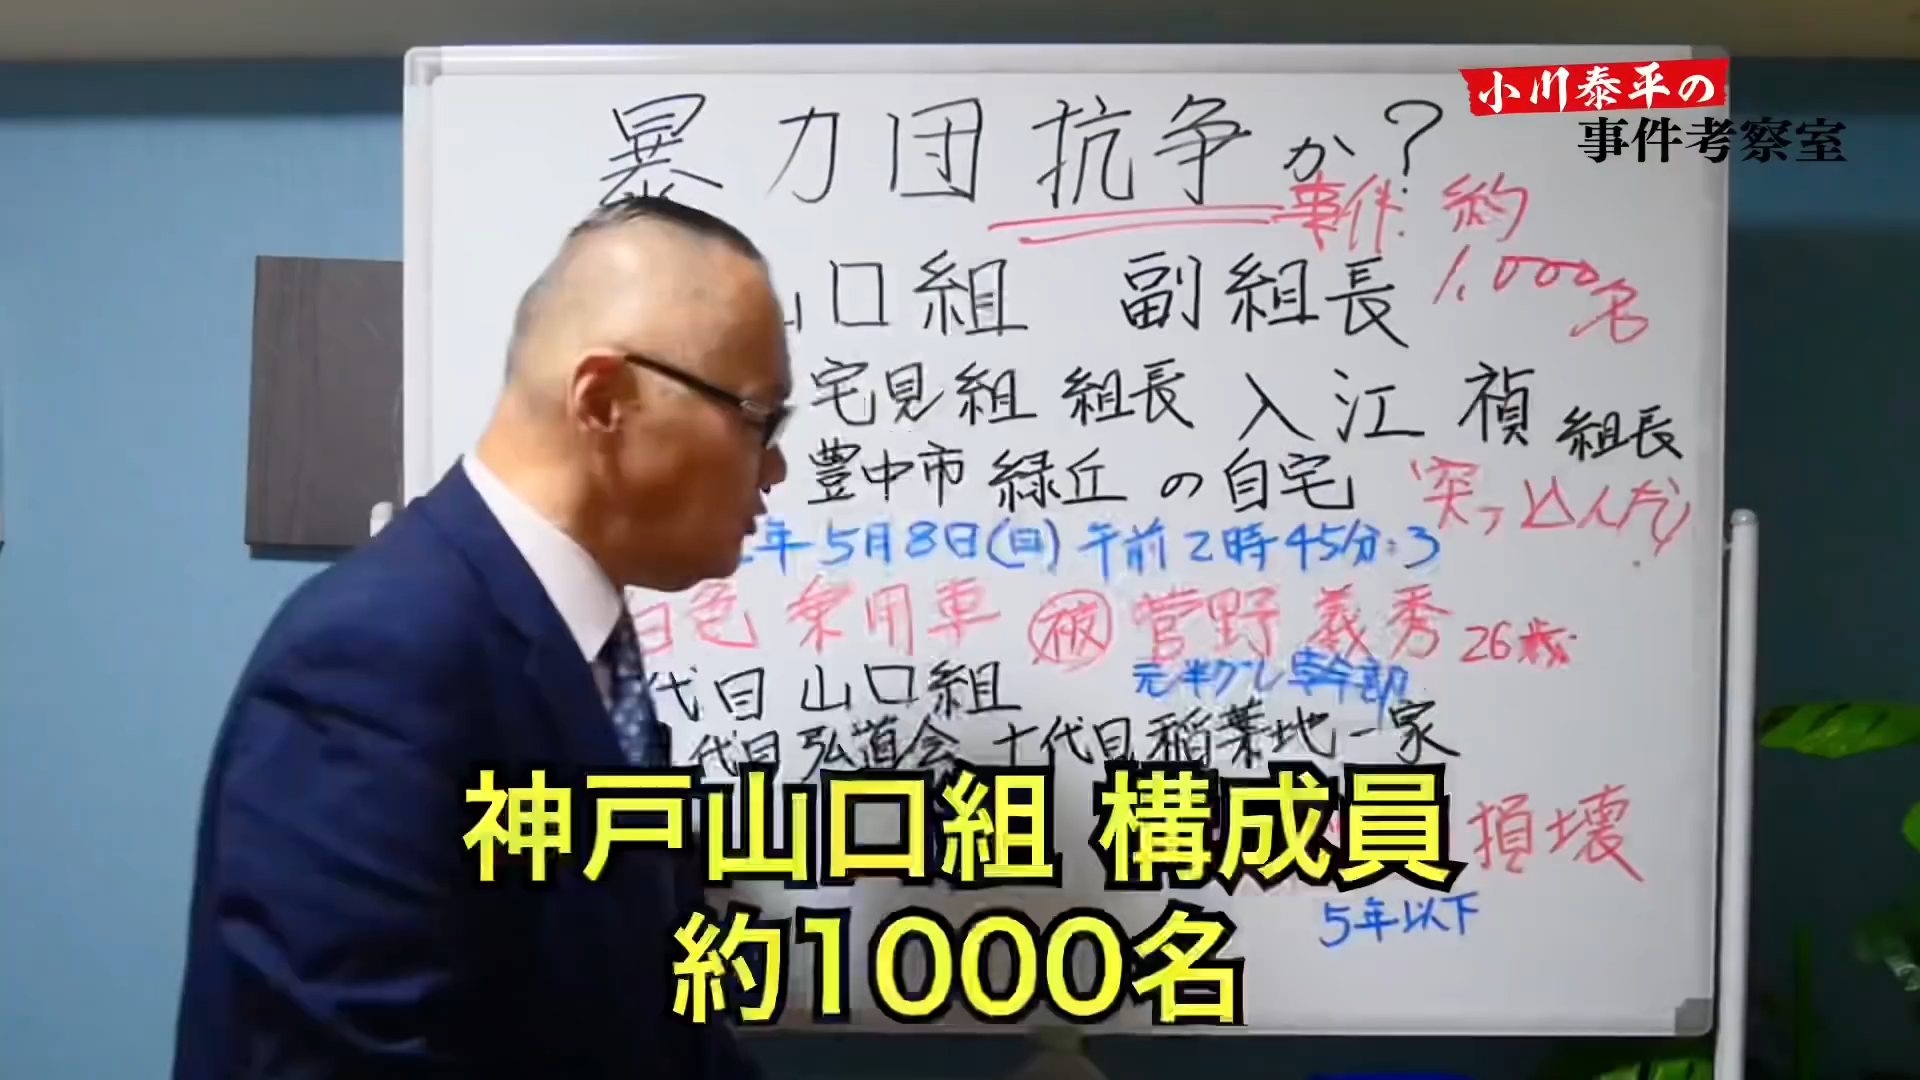 小川泰平の
事件考察室
暴力団抗争か?
事件 約
1,000名
山口組 副組長
宅見組 組長 入江 禎 組長
豊中市 緑丘 の自宅
突っ込んだ
年5月8日(日)午前2時45分
白色 乗用車 被 菅野 義秀 26歳
代目 山口組
元半グレ幹部
代目 弘道会 十代目 稲葉地一家
損壊
5年以下
神戸山口組 構成員
約1000名